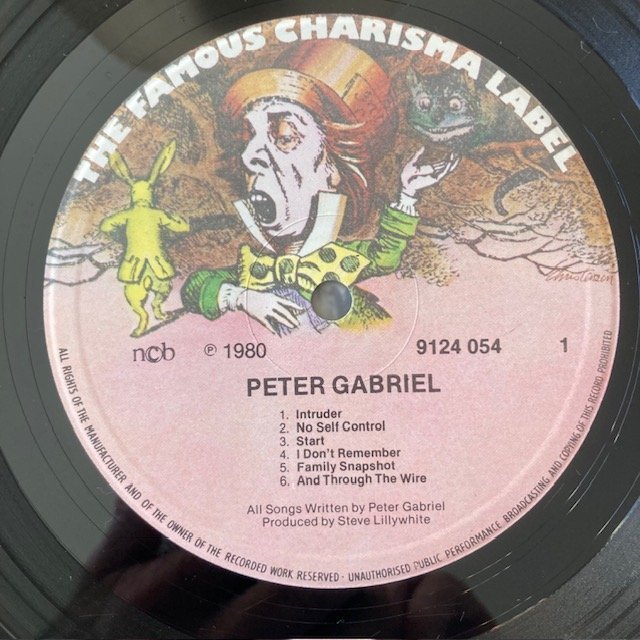 THE FAMOUS CHARISMA LABEL
ncb
℗ 1980
9124 054
1
PETER GABRIEL
1. Intruder
2. No Self Control
3. Start
4. I Don't Remember
5. Family Snapshot
6. And Through The Wire
All Songs Written by Peter Gabriel
Produced by Steve Lillywhite
ALL RIGHTS OF THE MANUFACTURER AND OF THE OWNER OF THE RECORDED WORK RESERVED · UNAUTHORISED PUBLIC PERFORMANCE BROADCASTING AND COPYING OF THIS RECORD PROHIBITED